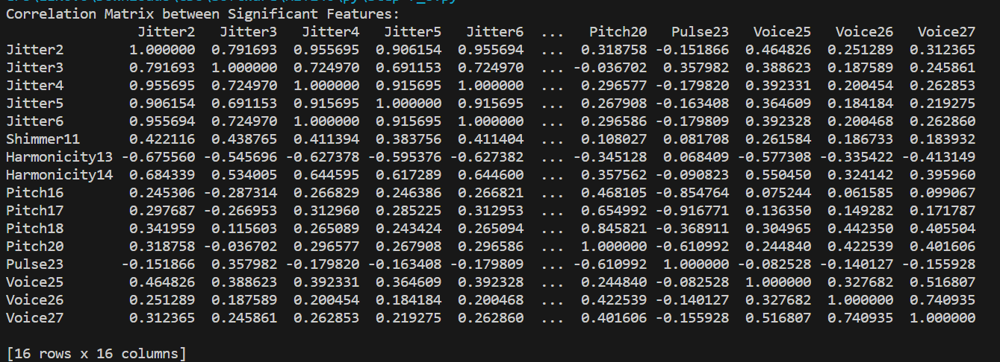 Correlation Matrix between Significant Features:
Jitter2 Jitter3 Jitter4 Jitter5 Jitter6 ... Pitch20 Pulse23 Voice25 Voice26 Voice27
Jitter2 1.000000 0.791693 0.955695 0.906154 0.955694 ... 0.318758 -0.151866 0.464826 0.251289 0.312365
Jitter3 0.791693 1.000000 0.724970 0.691153 0.724970 ... -0.036702 0.357982 0.388623 0.187589 0.245861
Jitter4 0.955695 0.724970 1.000000 0.915695 1.000000 ... 0.296577 -0.179820 0.392331 0.200454 0.262853
Jitter5 0.906154 0.691153 0.915695 1.000000 0.915695 ... 0.267908 -0.163408 0.364609 0.184184 0.219275
Jitter6 0.955694 0.724970 1.000000 0.915695 1.000000 ... 0.296586 -0.179809 0.392328 0.200468 0.262860
Shimmer11 0.422116 0.438765 0.411394 0.383756 0.411404 ... 0.108027 0.081708 0.261584 0.186733 0.183932
Harmonicity13 -0.675560 -0.545696 -0.627378 -0.595376 -0.627382 ... -0.345128 0.068409 -0.577308 -0.335422 -0.413149
Harmonicity14 0.684339 0.534005 0.644595 0.617289 0.644600 ... 0.357562 -0.090823 0.550450 0.324142 0.395960
Pitch16 0.245306 -0.287314 0.266829 0.246386 0.266821 ... 0.468105 -0.854764 0.075244 0.061585 0.099067
Pitch17 0.297687 -0.266953 0.312960 0.285225 0.312953 ... 0.654992 -0.916771 0.136350 0.149282 0.171787
Pitch18 0.341959 0.115603 0.265089 0.243424 0.265094 ... 0.845821 -0.368911 0.304965 0.442350 0.405504
Pitch20 0.318758 -0.036702 0.296577 0.267908 0.296586 ... 1.000000 -0.610992 0.244840 0.422539 0.401606
Pulse23 -0.151866 0.357982 -0.179820 -0.163408 -0.179809 ... -0.610992 1.000000 -0.082528 -0.140127 -0.155928
Voice25 0.464826 0.388623 0.392331 0.364609 0.392328 ... 0.244840 -0.082528 1.000000 0.327682 0.516807
Voice26 0.251289 0.187589 0.200454 0.184184 0.200468 ... 0.422539 -0.140127 0.327682 1.000000 0.740935
Voice27 0.312365 0.245861 0.262853 0.219275 0.262860 ... 0.401606 -0.155928 0.516807 0.740935 1.000000
[16 rows x 16 columns]